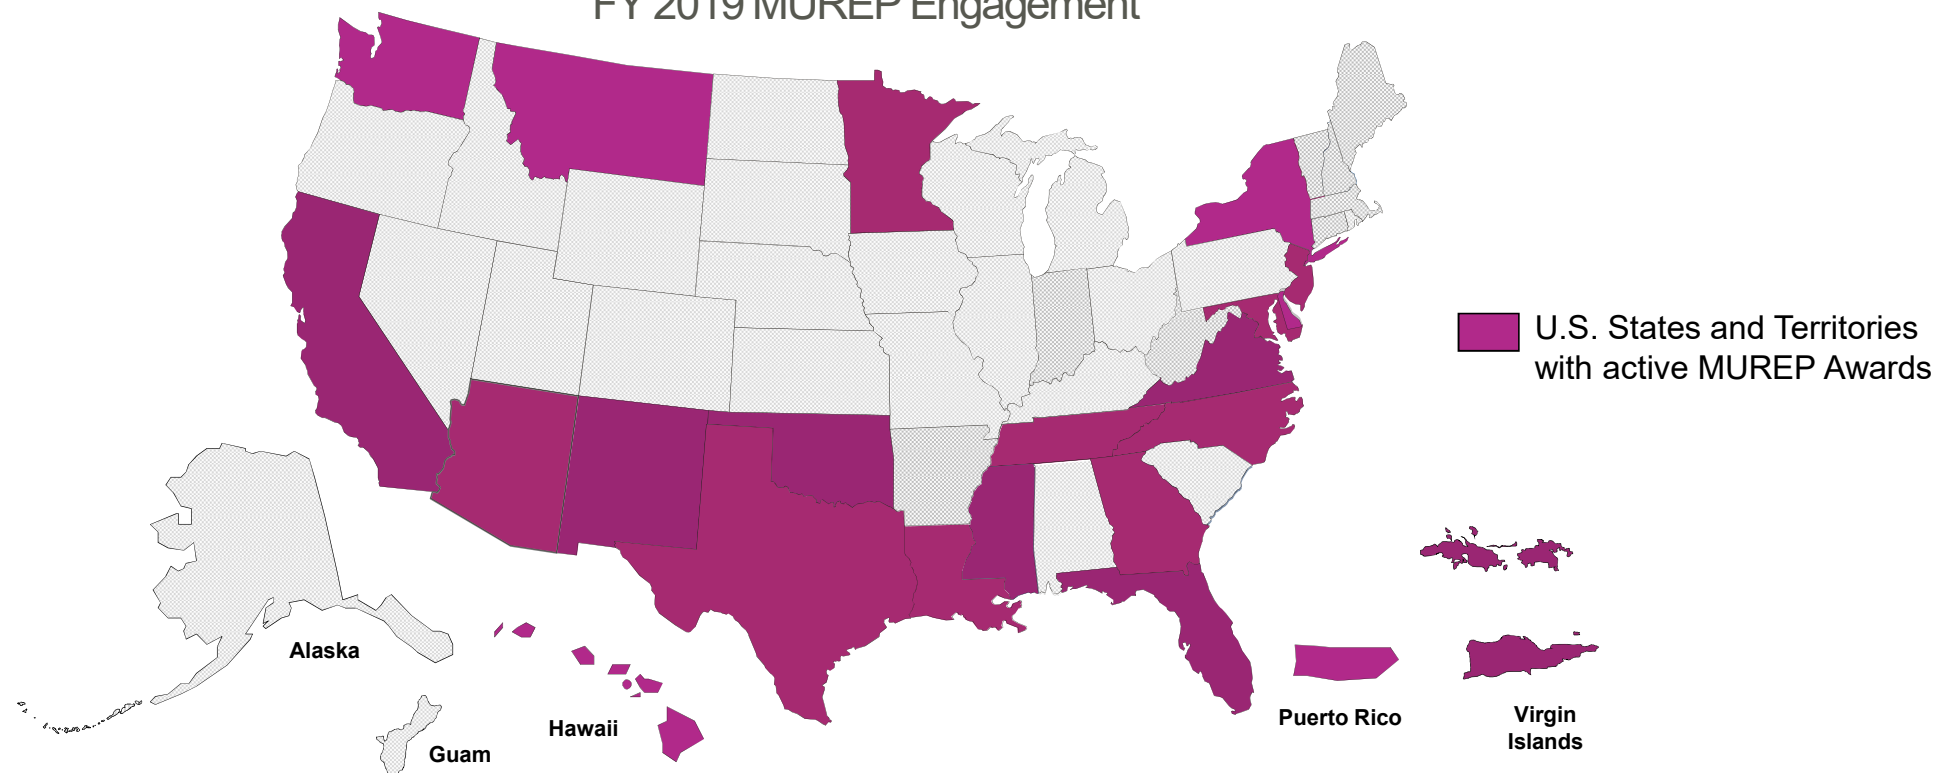 FY 2019 MUREP Engagement
U.S. States and Territories
with active MUREP Awards
Alaska
Guam
Hawaii
Puerto Rico
Virgin
Islands